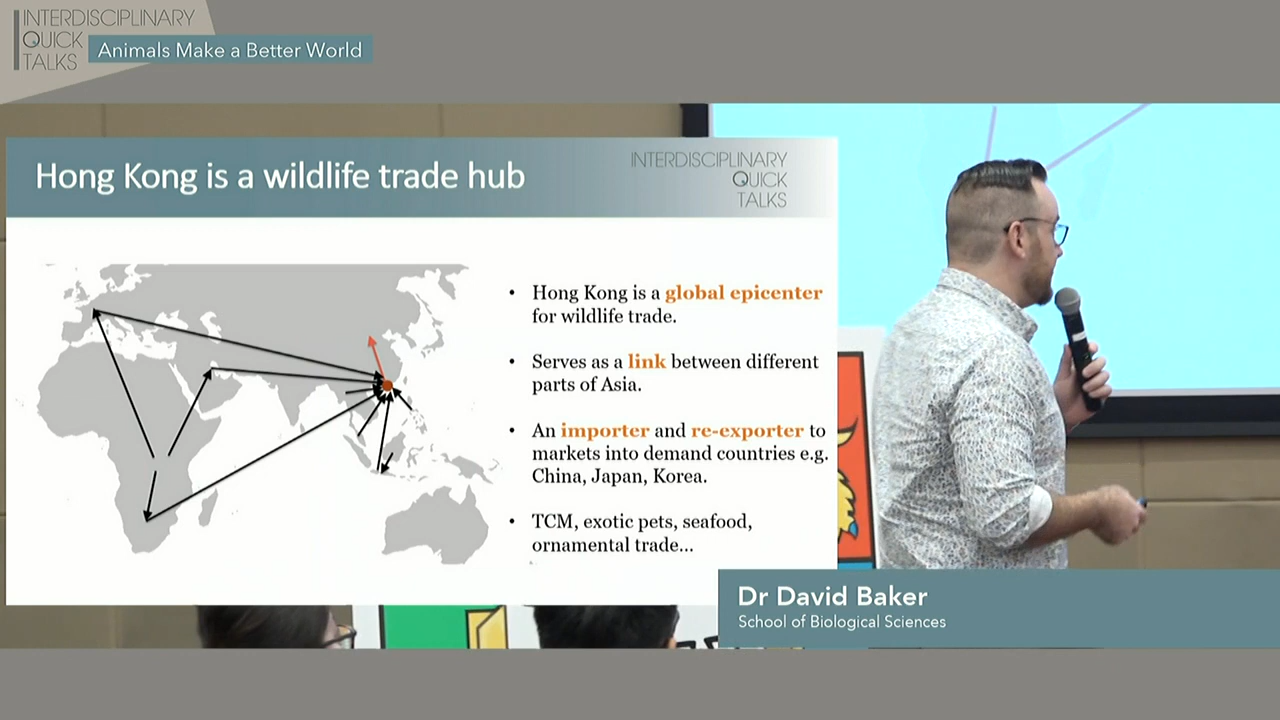 INTERDISCIPLINARY
QUICK
TALKS
Animals Make a Better World
Hong Kong is a wildlife trade hub
INTERDISCIPLINARY
QUICK
TALKS
• Hong Kong is a global epicenter
for wildlife trade.
• Serves as a link between different
parts of Asia.
• An importer and re-exporter to
markets into demand countries e.g.
China, Japan, Korea.
• TCM, exotic pets, seafood,
ornamental trade...
Dr David Baker
School of Biological Sciences